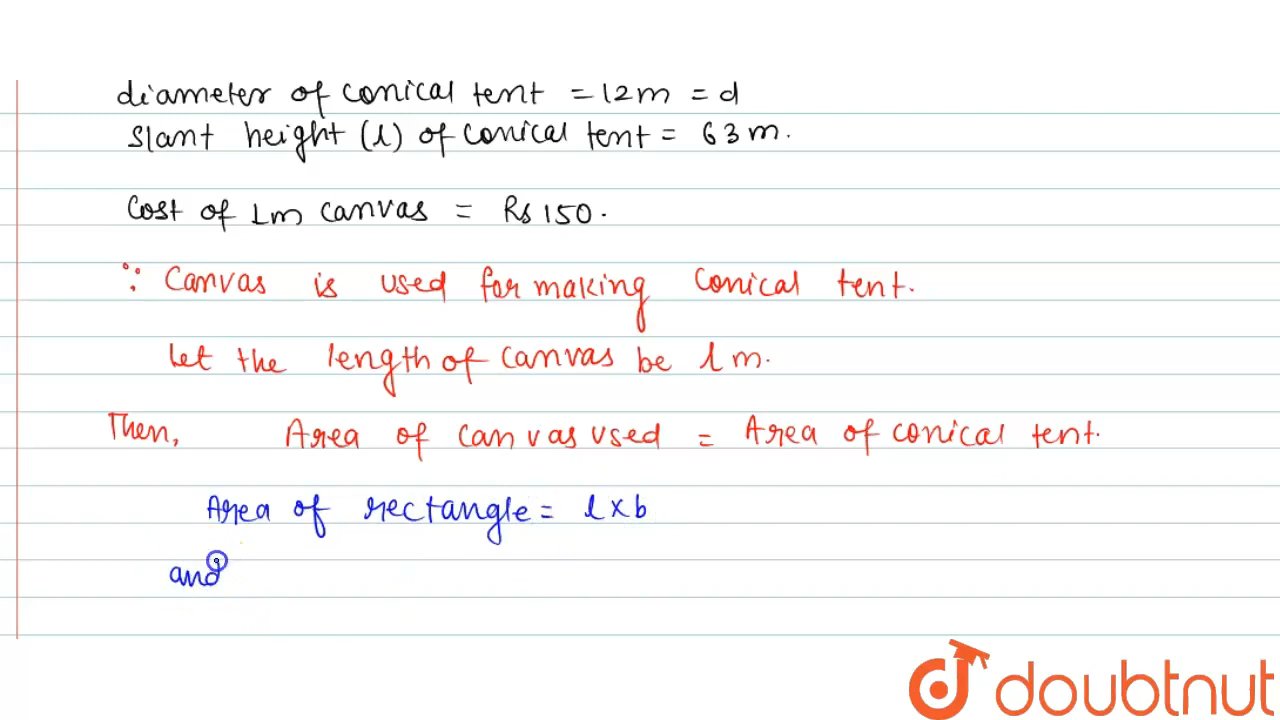 diameter of conical tent = 12m = d
Slant height (l) of conical tent = 63 m.
Cost of 1m canvas = Rs 150.
∵ Canvas is used for making conical tent.
let the length of canvas be l m.
Then, Area of canvas used = Area of conical tent.
Area of rectangle = l × b
and
doubtnut